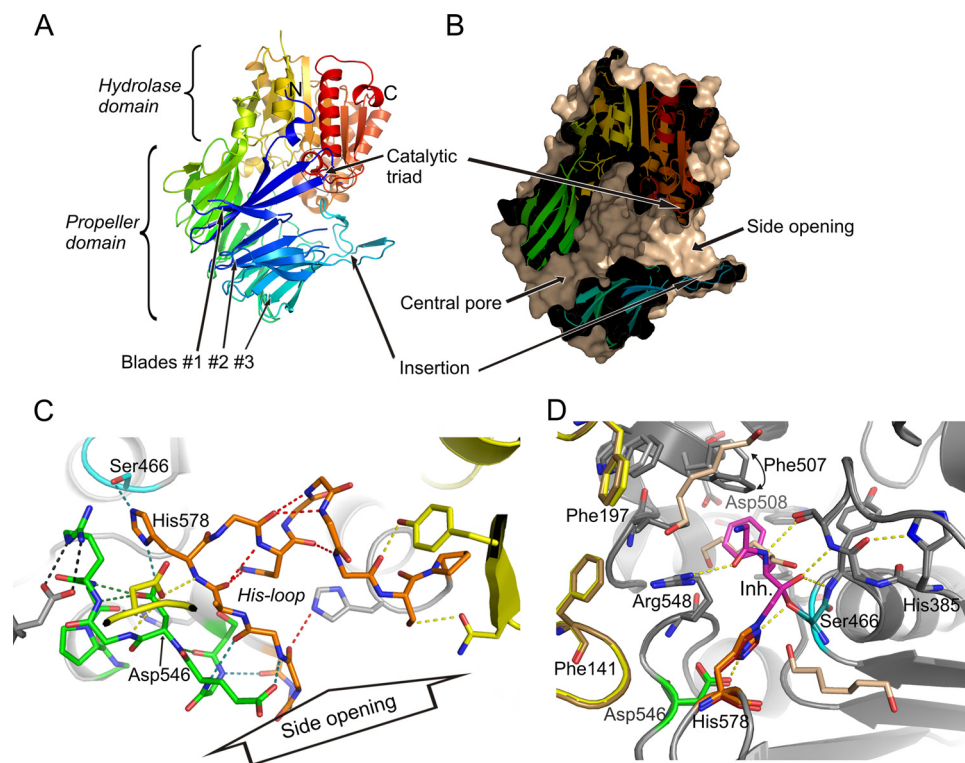 A
B
Hydrolase
domain
N
C
Catalytic
triad
Propeller
domain
Side opening
Central pore
Blades #1 #2 #3
Insertion
C
D
Ser466
His578
His-loop
Asp546
Side opening
Phe507
Asp508
Phe197
Arg548
Inh.
His385
Ser466
Phe141
Asp546
His578